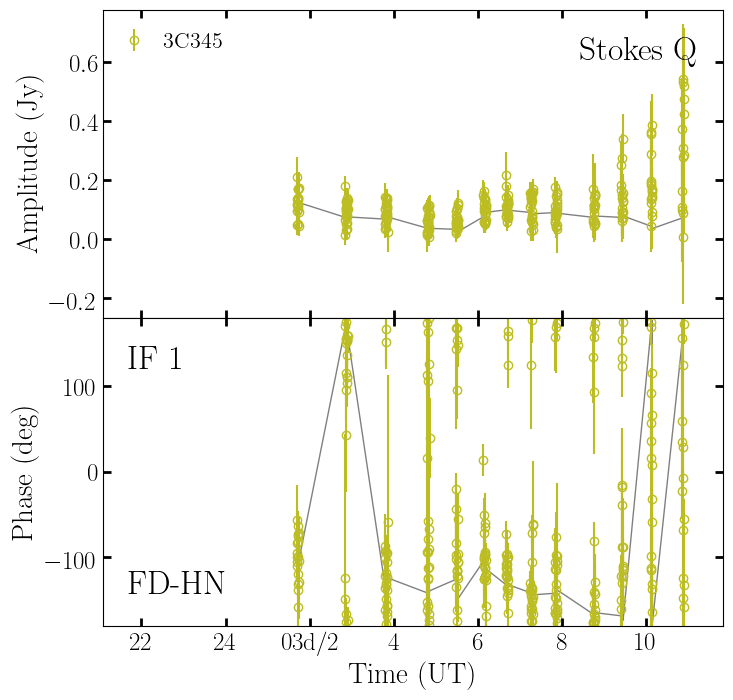 3C345
Stokes Q
Amplitude (Jy)
0.6
0.4
0.2
0.0
−0.2
IF 1
FD-HN
Phase (deg)
100
0
−100
22 24 03d/2 4 6 8 10
Time (UT)